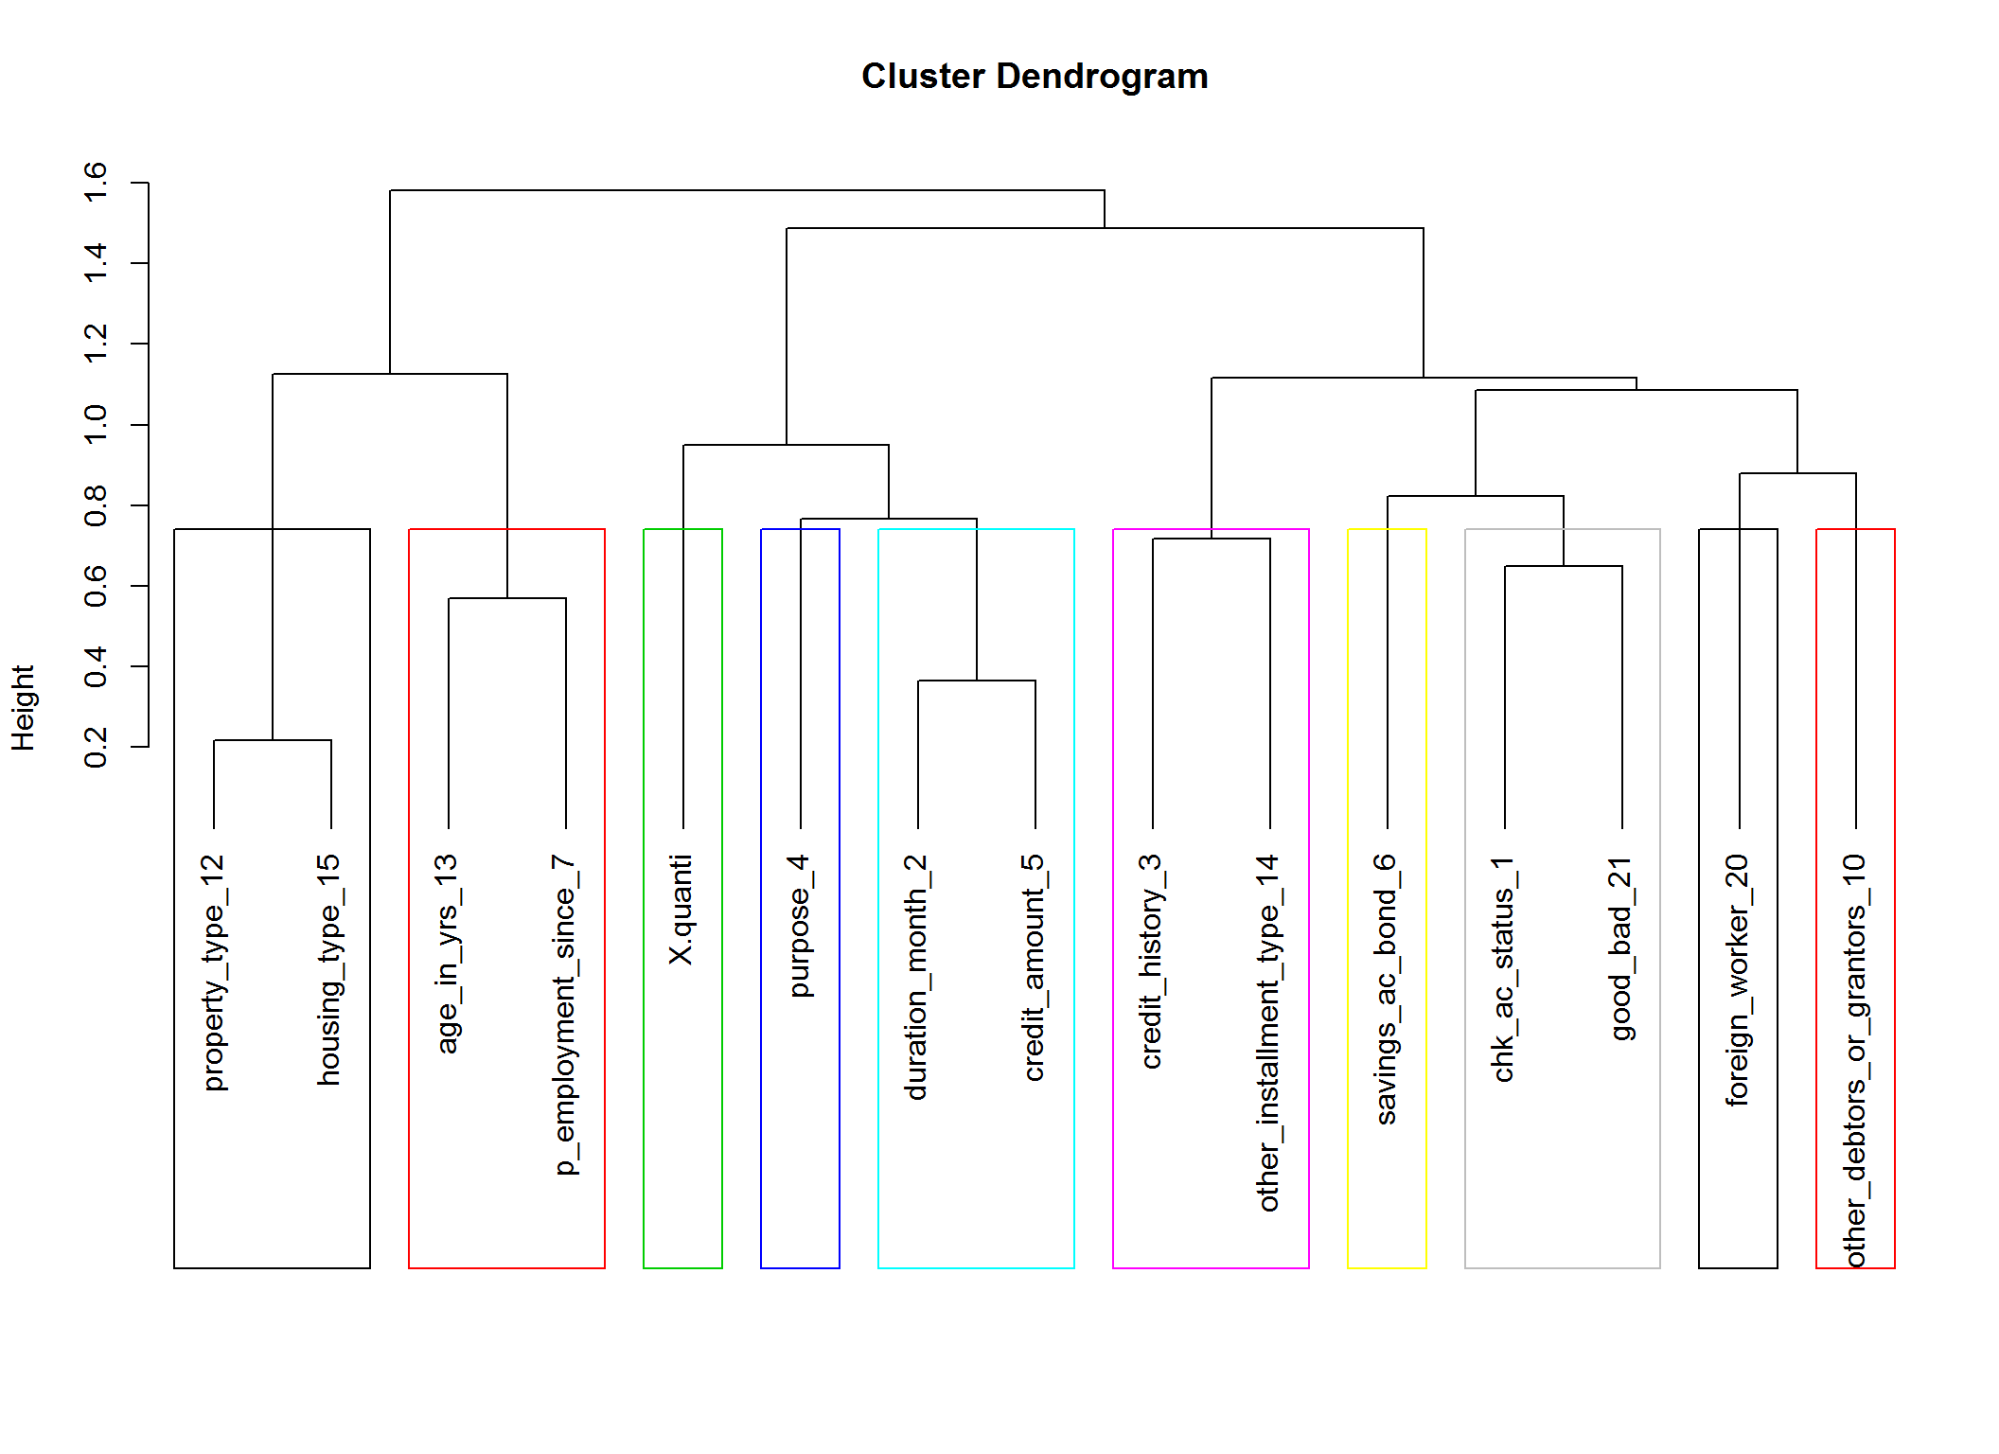 Cluster Dendrogram
Height
1.6
1.4
1.2
1.0
0.8
0.6
0.4
0.2
property_type_12
housing_type_15
age_in_yrs_13
p_employment_since_7
X.quanti
purpose_4
duration_month_2
credit_amount_5
credit_history_3
other_installment_type_14
savings_ac_bond_6
chk_ac_status_1
good_bad_21
foreign_worker_20
other_debtors_or_grantors_10